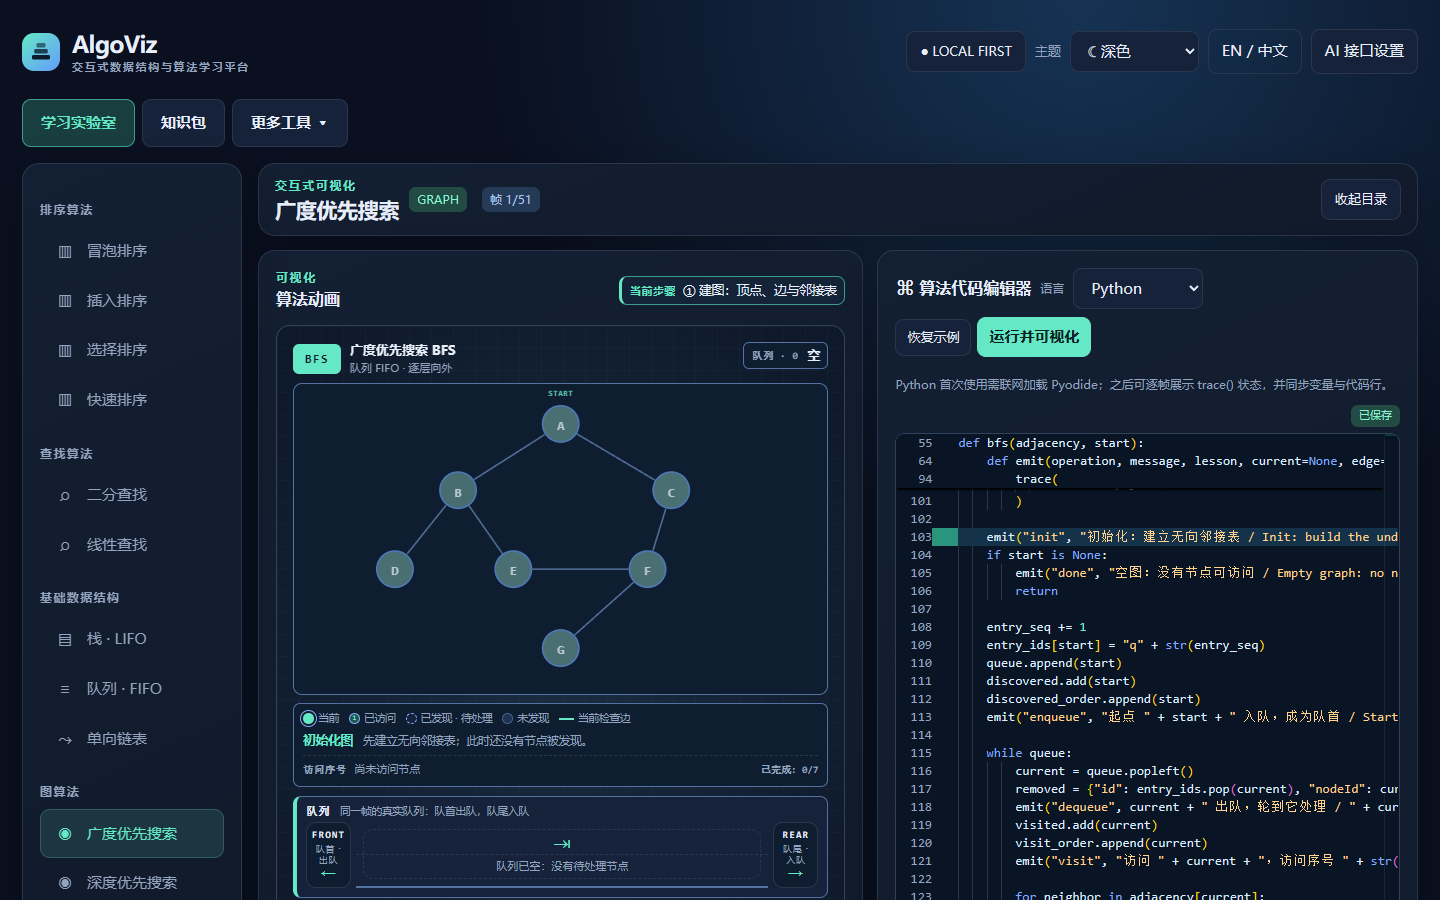 AlgoViz
交互式数据结构与算法学习平台
● LOCAL FIRST
主题
☾ 深色
EN / 中文
AI 接口设置
学习实验室
知识包
更多工具 ▾
排序算法
▥ 冒泡排序
▥ 插入排序
▥ 选择排序
▥ 快速排序
查找算法
⌕ 二分查找
⌕ 线性查找
基础数据结构
▤ 栈 · LIFO
≡ 队列 · FIFO
⤳ 单向链表
图算法
◉ 广度优先搜索
◉ 深度优先搜索
交互式可视化
广度优先搜索
GRAPH
帧 1/51
收起目录
可视化
算法动画
当前步骤 ① 建图：顶点、边与邻接表
BFS
广度优先搜索 BFS
队列 FIFO · 逐层向外
队列 · 0 空
START
A
B
C
D
E
F
G
当前 1 已访问 已发现 · 待处理 未发现 当前检查边
初始化图 先建立无向邻接表；此时还没有节点被发现。
访问序号 尚未访问节点
已完成: 0/7
队列 同一帧的真实队列：队首出队，队尾入队
FRONT
队首 ·
出队
←
→|
队列已空：没有待处理节点
REAR
队尾 ·
入队
→
⌘ 算法代码编辑器
语言
Python
恢复示例
运行并可视化
Python 首次使用需联网加载 Pyodide；之后可逐帧展示 trace() 状态，并同步变量与代码行。
已保存
55 def bfs(adjacency, start):
64 def emit(operation, message, lesson, current=None, edge=
94 trace(
101 )
102
103 emit("init", "初始化：建立无向邻接表 / Init: build the und
104 if start is None:
105 emit("done", "空图：没有节点可访问 / Empty graph: no n
106 return
107
108 entry_seq += 1
109 entry_ids[start] = "q" + str(entry_seq)
110 queue.append(start)
111 discovered.add(start)
112 discovered_order.append(start)
113 emit("enqueue", "起点 " + start + " 入队，成为队首 / Start
114
115 while queue:
116 current = queue.popleft()
117 removed = {"id": entry_ids.pop(current), "nodeId": cur
118 emit("dequeue", current + " 出队，轮到它处理 / " + cur
119 visited.add(current)
120 visit_order.append(current)
121 emit("visit", "访问 " + current + "，访问序号 " + str(
122
123 for neighbor in adjacency[current]: